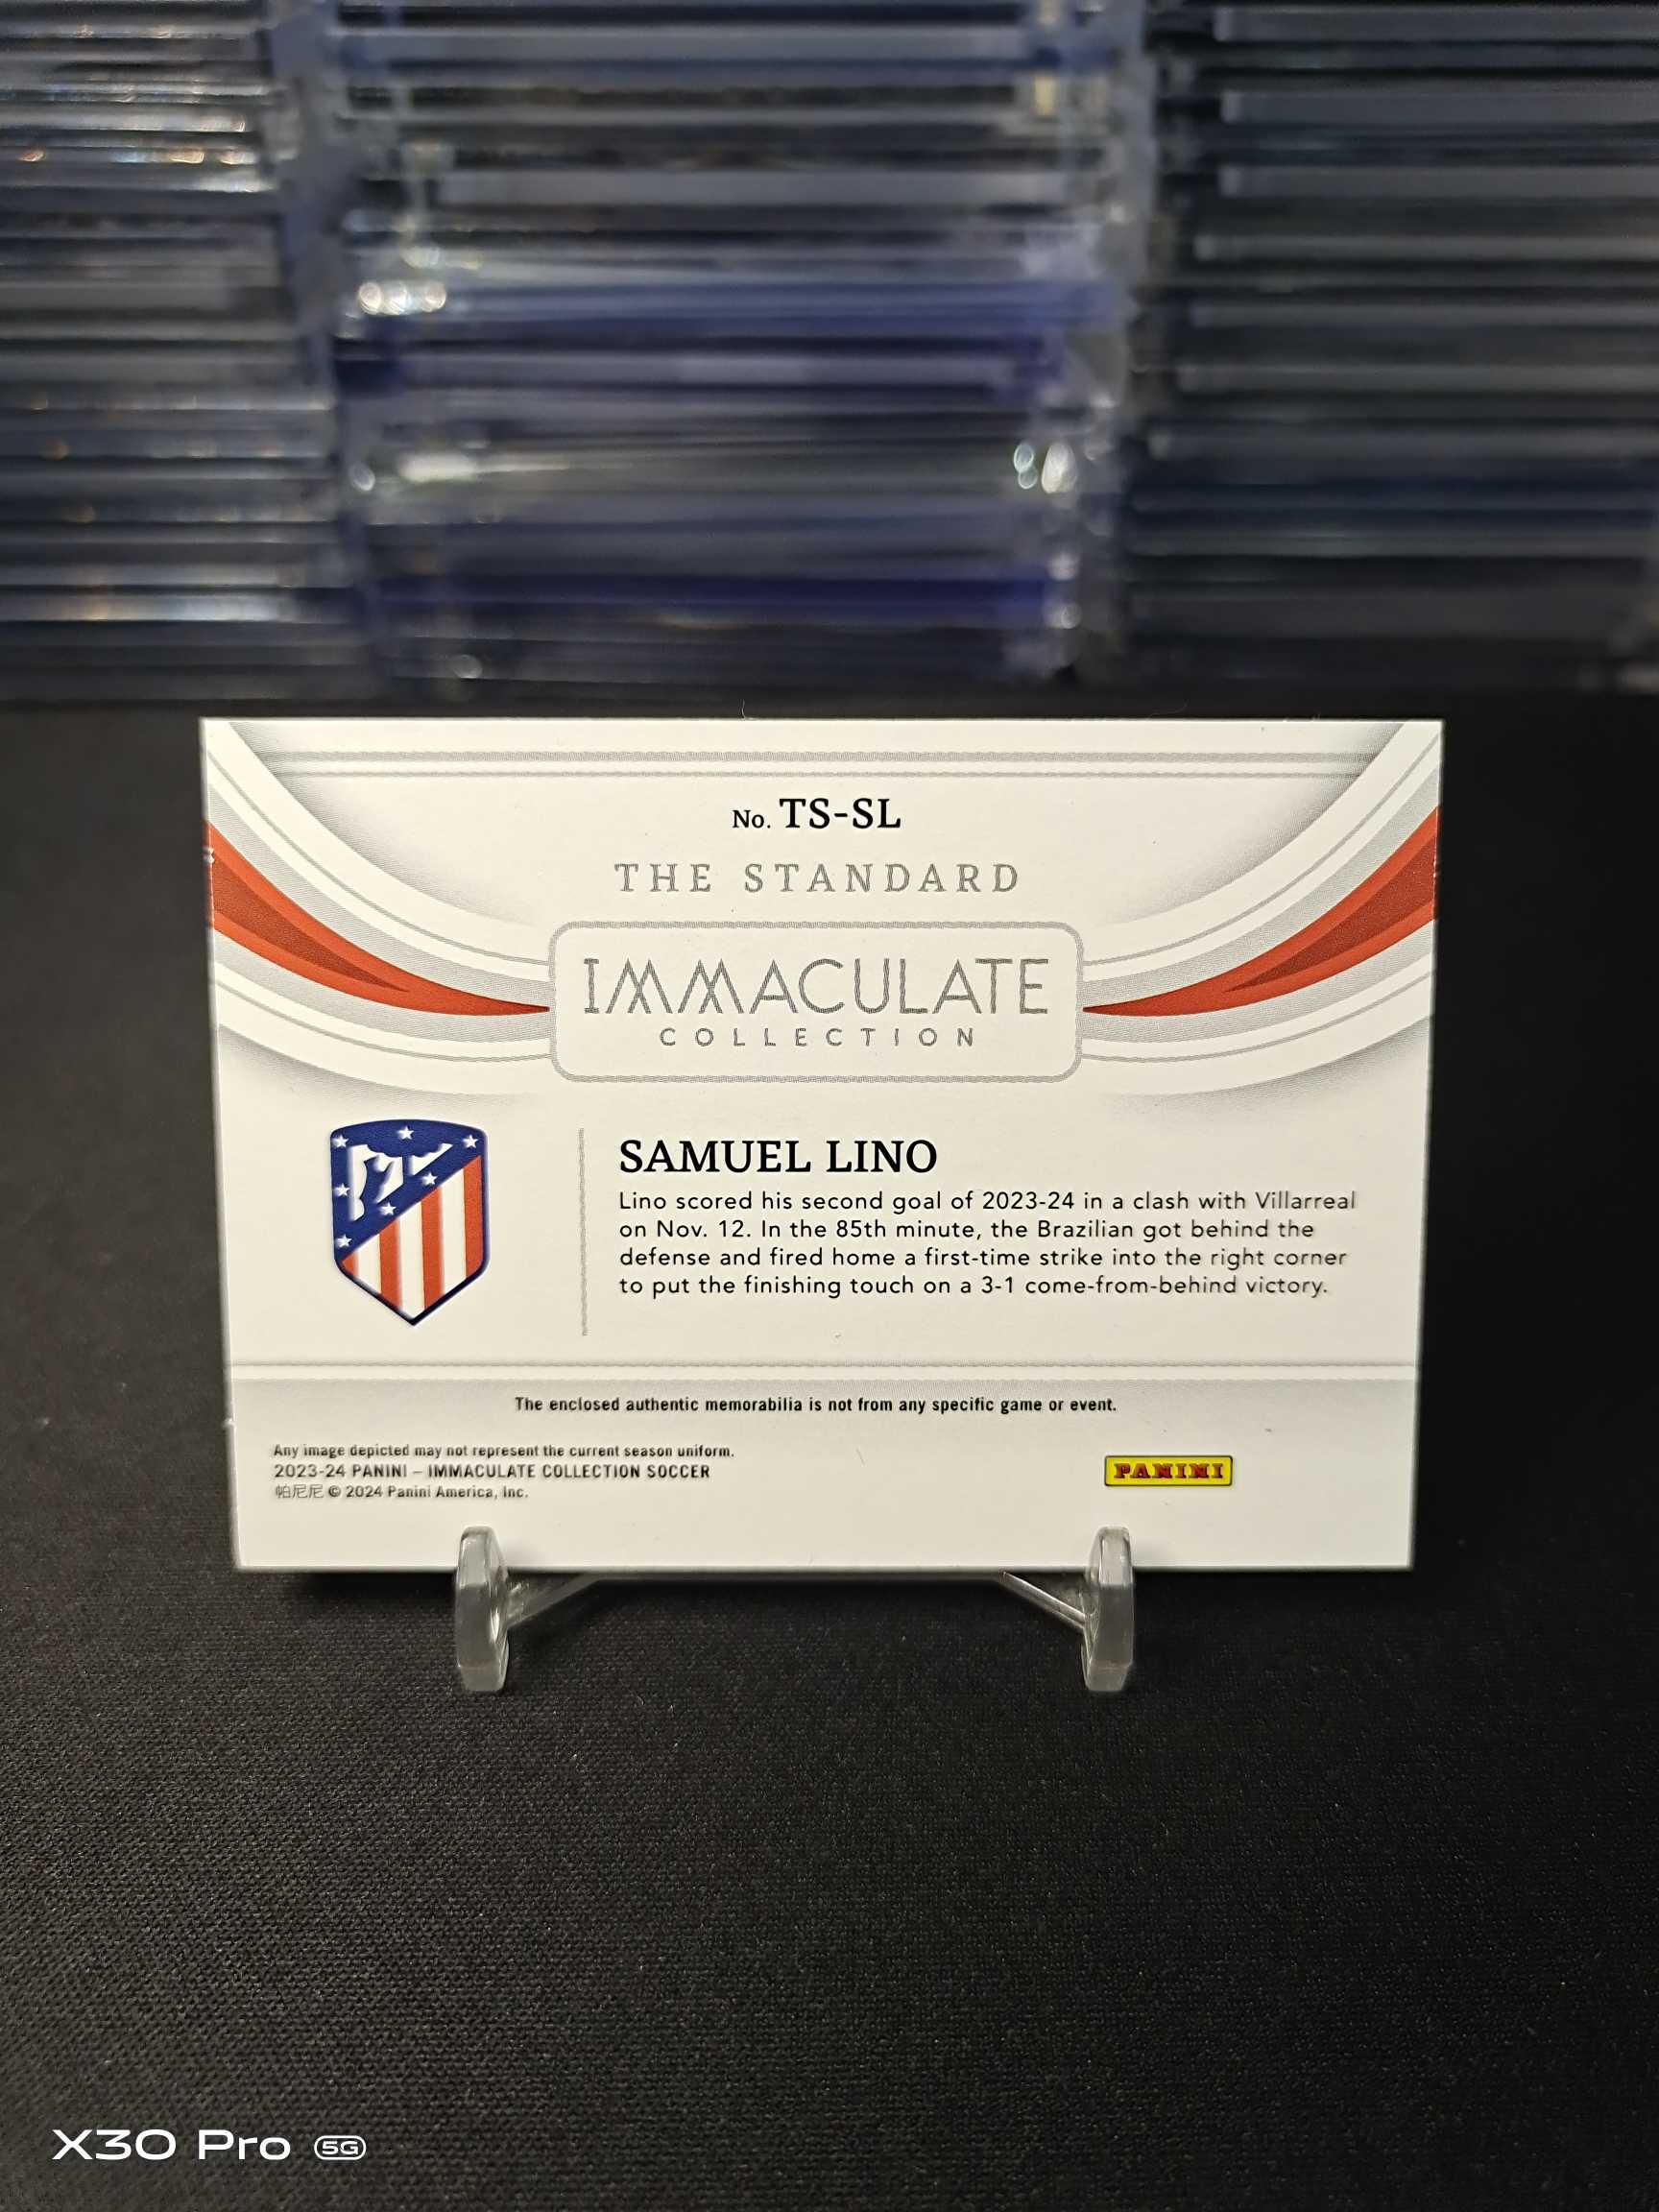 No. TS-SL
THE STANDARD
IMMACULATE
COLLECTION
SAMUEL LINO
Lino scored his second goal of 2023-24 in a clash with Villarreal
on Nov. 12. In the 85th minute, the Brazilian got behind the
defense and fired home a first-time strike into the right corner
to put the finishing touch on a 3-1 come-from-behind victory.
The enclosed authentic memorabilia is not from any specific game or event.
Any image depicted may not represent the current season uniform.
2023-24 PANINI – IMMACULATE COLLECTION SOCCER
帕尼尼 © 2024 Panini America, Inc.
PANINI
X30 Pro 5G